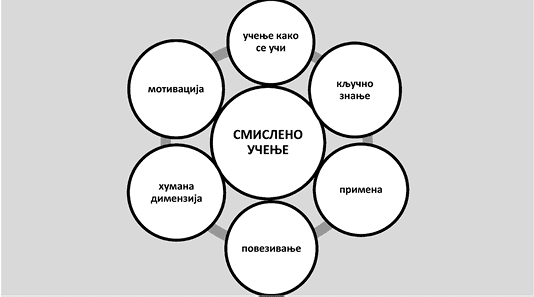 учење како
се учи
кључно
знање
примена
повезивање
хумана
димензија
мотивација
СМИСЛЕНО
УЧЕЊЕ